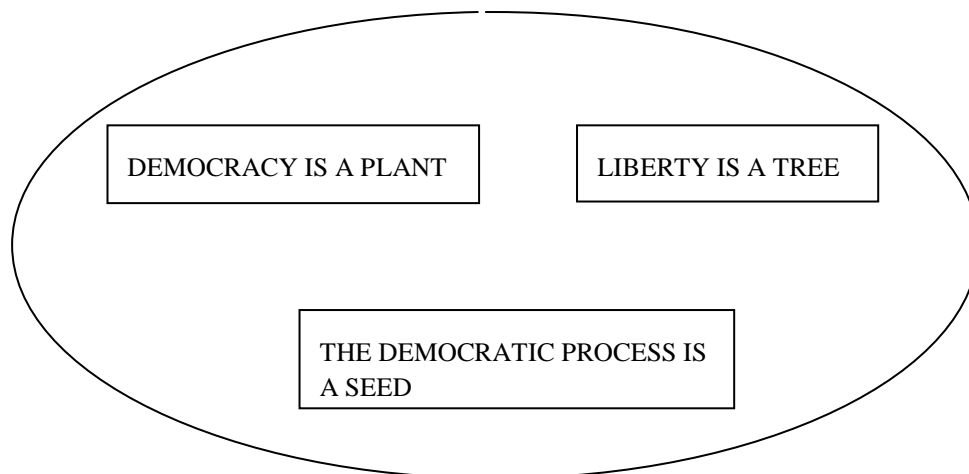 DEMOCRACY IS A PLANT
LIBERTY IS A TREE
THE DEMOCRATIC PROCESS IS
A SEED